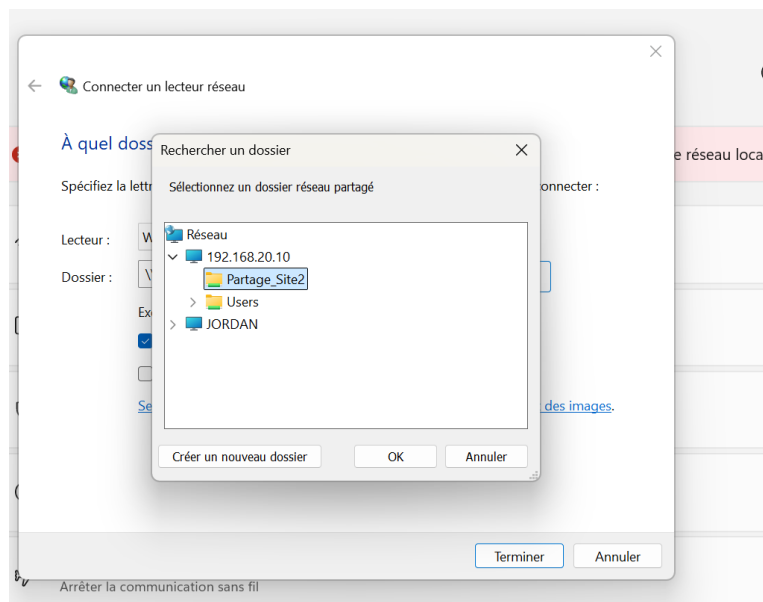 Connecter un lecteur réseau
À quel doss
Rechercher un dossier
e réseau loca
Spécifiez la lettr
Sélectionnez un dossier réseau partagé
onnecter :
Lecteur :
W
Réseau
192.168.20.10
Dossier :
Partage_Site2
Users
Ex
JORDAN
Se
des images.
Créer un nouveau dossier
OK
Annuler
Terminer
Annuler
Arrêter la communication sans fil